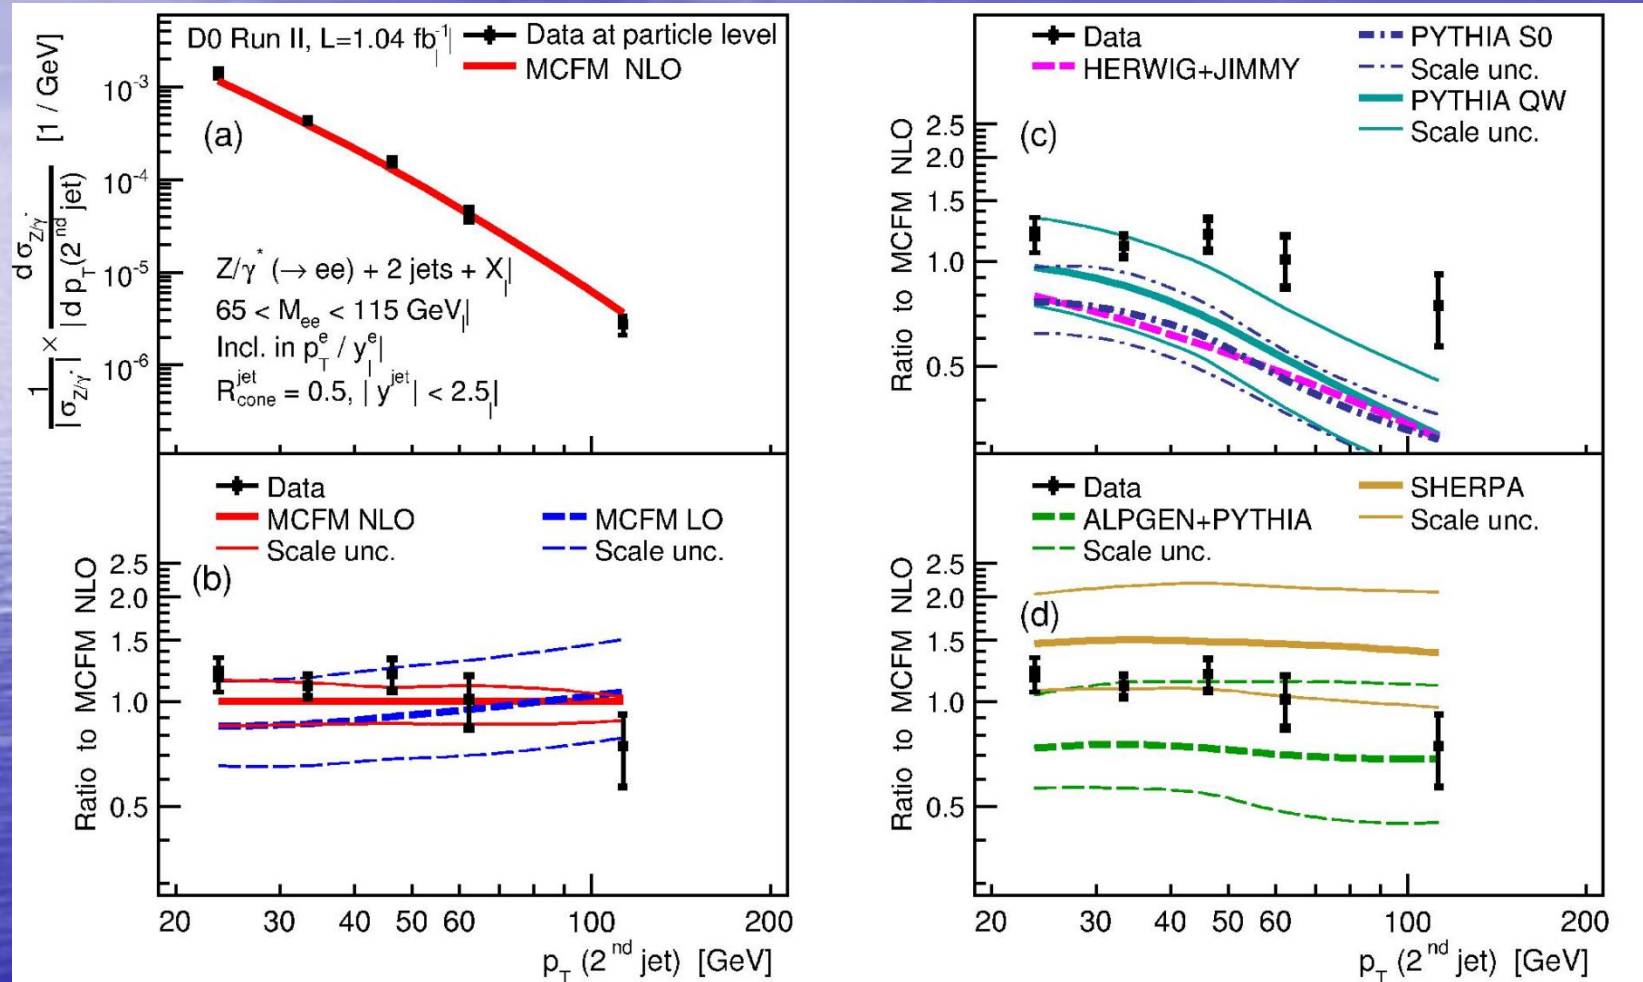 D0 Run II, L=1.04 fb⁻¹|
Data at particle level
MCFM NLO
(a)
Z/γ* (→ ee) + 2 jets + X|
65 < M_ee < 115 GeV|
Incl. in p_T^e / y^e|
R_cone^jet = 0.5, | y^jet| < 2.5|
1/|σ_Z/γ*| × dσ_Z/γ*/|d p_T(2nd jet) [1 / GeV]
10⁻³
10⁻⁴
10⁻⁵
10⁻⁶
Data
HERWIG+JIMMY
PYTHIA S0
Scale unc.
PYTHIA QW
Scale unc.
(c)
Ratio to MCFM NLO
2.5
2.0
1.5
1.0
0.5
Data
MCFM NLO
Scale unc.
MCFM LO
Scale unc.
(b)
Ratio to MCFM NLO
2.5
2.0
1.5
1.0
0.5
20 30 40 50 60 100 200
p_T (2nd jet) [GeV]
Data
ALPGEN+PYTHIA
Scale unc.
SHERPA
Scale unc.
(d)
Ratio to MCFM NLO
2.5
2.0
1.5
1.0
0.5
20 30 40 50 60 100 200
p_T (2nd jet) [GeV]